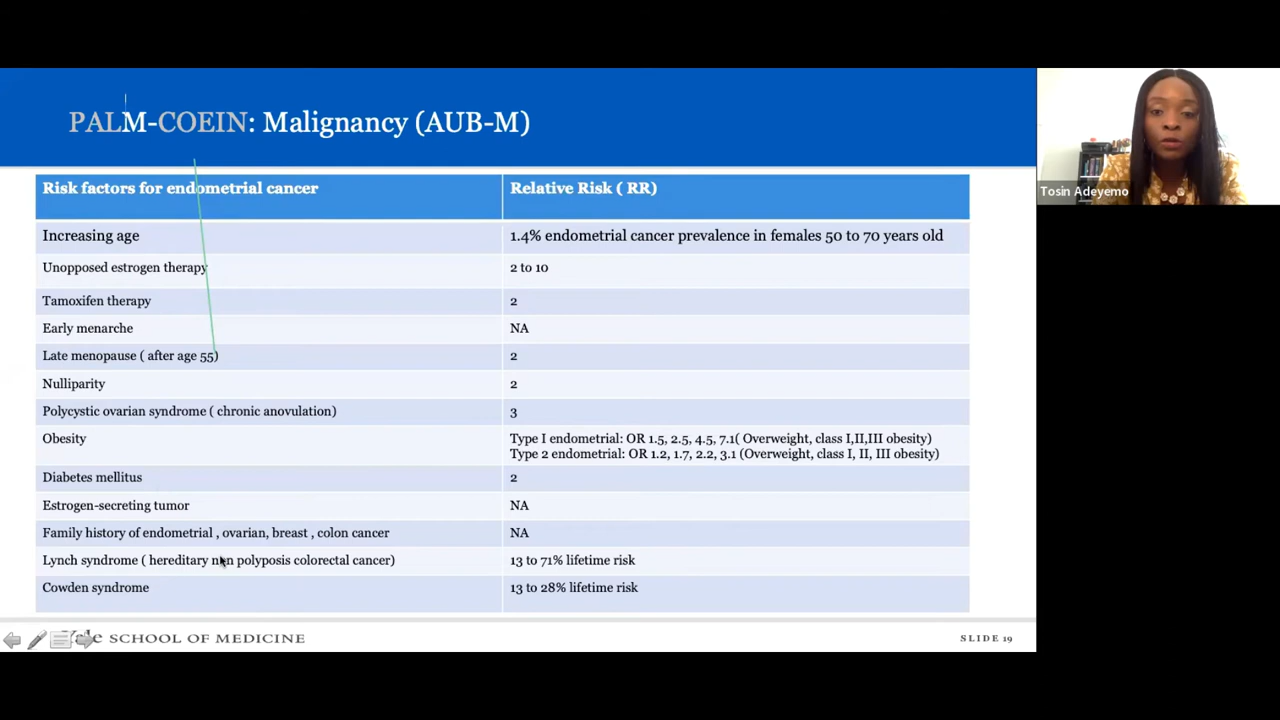 PALM-COEIN: Malignancy (AUB-M)
Tosin Adeyemo
Risk factors for endometrial cancer
Relative Risk ( RR)
Increasing age
1.4% endometrial cancer prevalence in females 50 to 70 years old
Unopposed estrogen therapy
2 to 10
Tamoxifen therapy
2
Early menarche
NA
Late menopause ( after age 55)
2
Nulliparity
2
Polycystic ovarian syndrome ( chronic anovulation)
3
Obesity
Type I endometrial: OR 1.5, 2.5, 4.5, 7.1( Overweight, class I,II,III obesity)
Type 2 endometrial: OR 1.2, 1.7, 2.2, 3.1 (Overweight, class I, II, III obesity)
Diabetes mellitus
2
Estrogen-secreting tumor
NA
Family history of endometrial , ovarian, breast , colon cancer
NA
Lynch syndrome ( hereditary non polyposis colorectal cancer)
13 to 71% lifetime risk
Cowden syndrome
13 to 28% lifetime risk
Yale SCHOOL OF MEDICINE
SLIDE 19